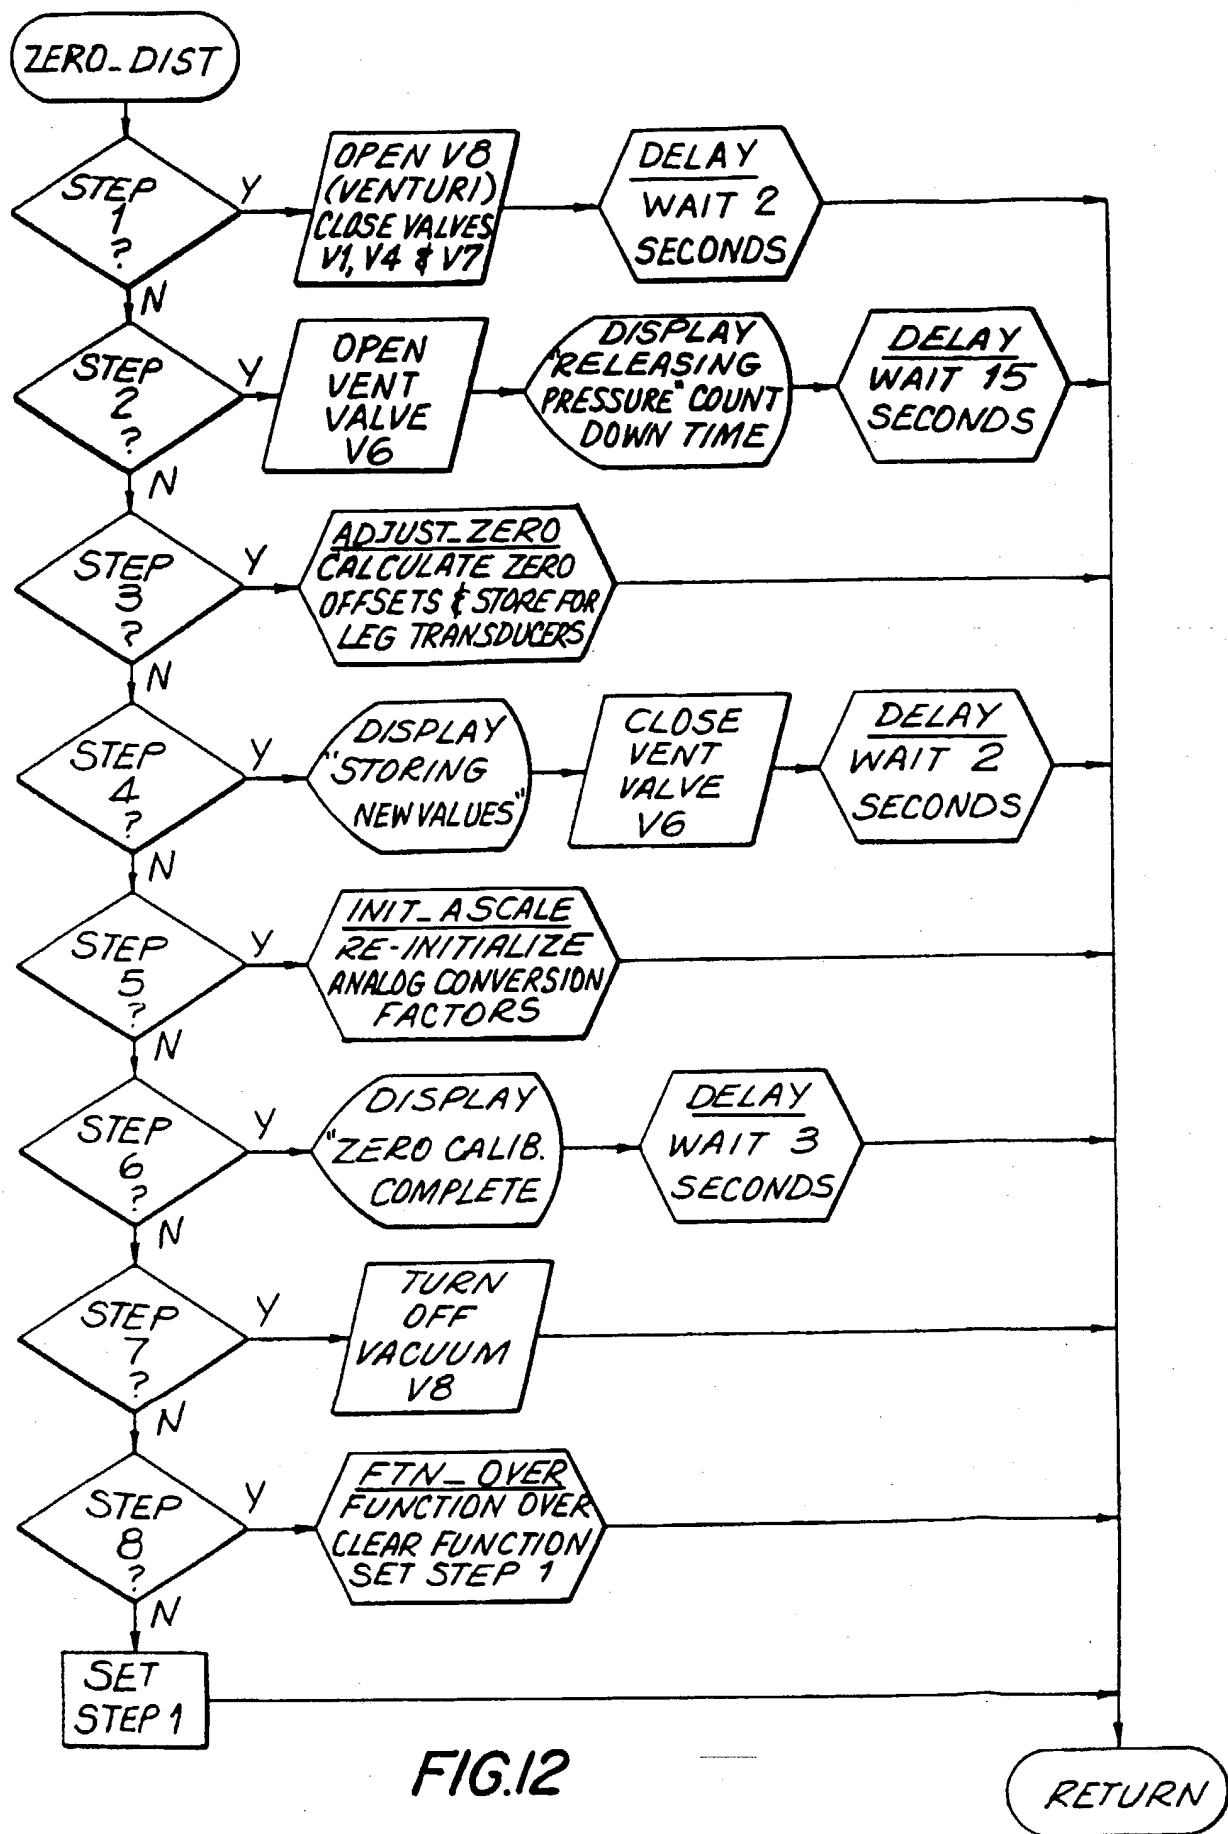 ZERO_DIST
STEP
1
?
Y
OPEN V8
(VENTURI)
CLOSE VALVES
V1, V4 & V7
DELAY
WAIT 2
SECONDS
N
STEP
2
?
Y
OPEN
VENT
VALVE
V6
DISPLAY
"RELEASING
PRESSURE" COUNT
DOWN TIME
DELAY
WAIT 15
SECONDS
N
STEP
3
?
Y
ADJUST_ZERO
CALCULATE ZERO
OFFSETS & STORE FOR
LEG TRANSDUCERS
N
STEP
4
?
Y
DISPLAY
"STORING
NEW VALUES"
CLOSE
VENT
VALVE
V6
DELAY
WAIT 2
SECONDS
N
STEP
5
?
Y
INIT_ASCALE
RE-INITIALIZE
ANALOG CONVERSION
FACTORS
N
STEP
6
?
Y
DISPLAY
"ZERO CALIB.
COMPLETE
DELAY
WAIT 3
SECONDS
N
STEP
7
?
Y
TURN
OFF
VACUUM
V8
N
STEP
8
?
Y
FTN_OVER
FUNCTION OVER
CLEAR FUNCTION
SET STEP 1
N
SET
STEP 1
FIG.12
RETURN